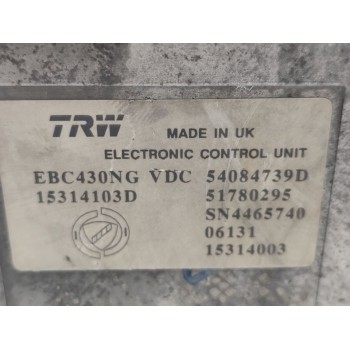 TRW
MADE IN UK
ELECTRONIC CONTROL UNIT
EBC430NG VDC 54084739D
15314103D 51780295
SN4465740
06131
15314003